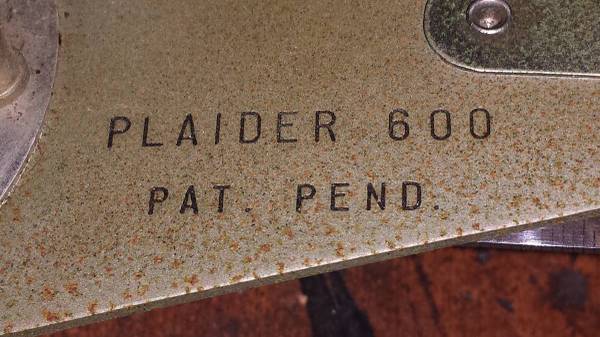 PLAIDER 600
PAT. PEND.